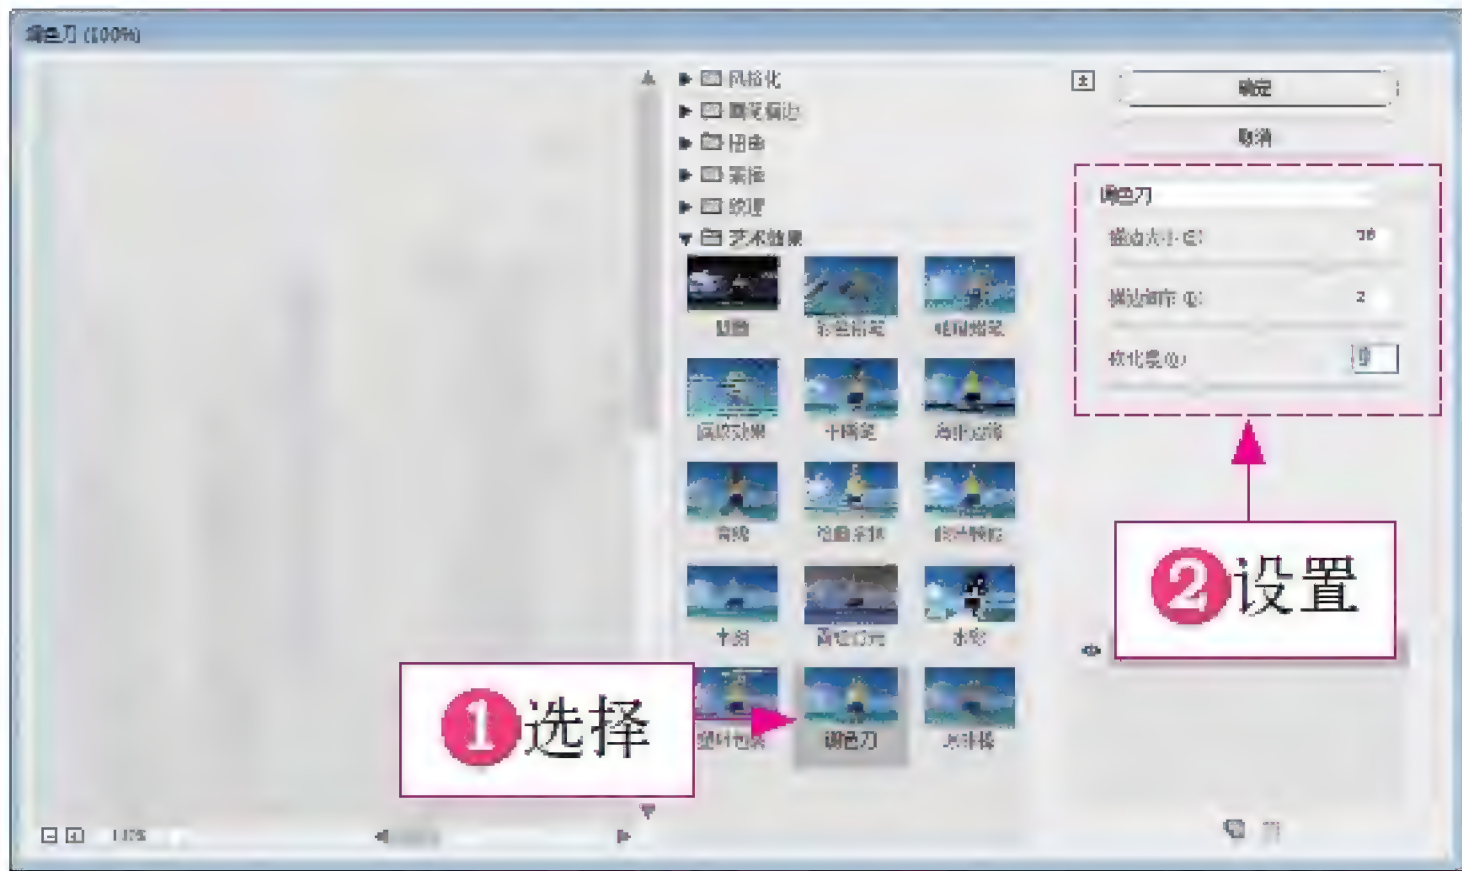 调色刀 (100%)
风格化
画笔描边
扭曲
素描
纹理
艺术效果
壁画
彩色铅笔
粗糙蜡笔
底纹效果
干画笔
海报边缘
海绵
绘画涂抹
胶片颗粒
木刻
霓虹灯光
水彩
塑料包装
调色刀
涂抹棒
确定
取消
调色刀
描边大小(S)
描边细节(D)
2
软化度(O)
❶选择
❷设置